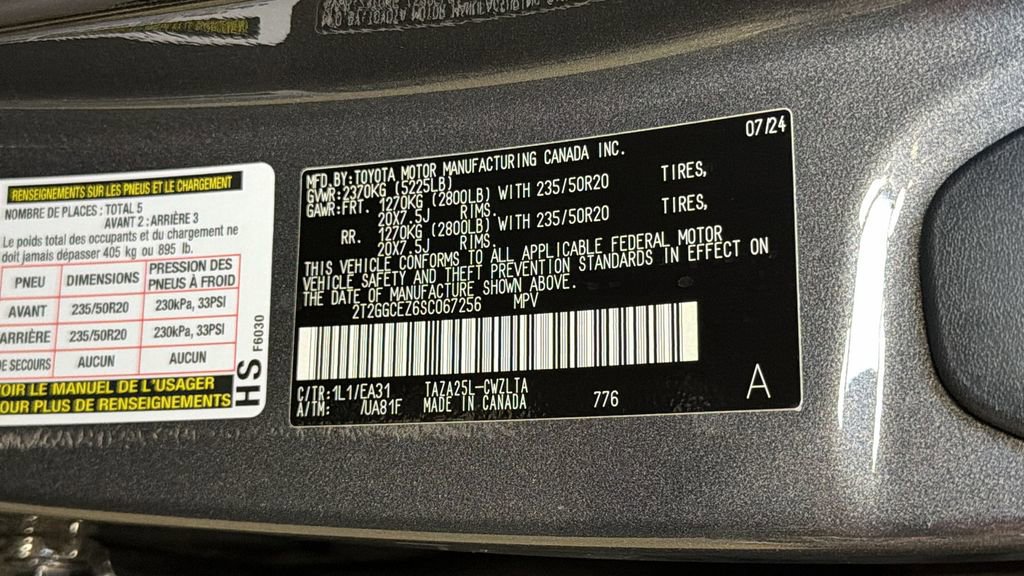 RENSEIGNEMENTS SUR LES PNEUS ET LE CHARGEMENT
NOMBRE DE PLACES : TOTAL 5
AVANT 2 : ARRIÈRE 3
Le poids total des occupants et du chargement ne
doit jamais dépasser 405 kg ou 895 lb.
PNEU DIMENSIONS PRESSION DES PNEUS À FROID
AVANT 235/50R20 230kPa, 33PSI
ARRIÈRE 235/50R20 230kPa, 33PSI
DE SECOURS AUCUN AUCUN
VOIR LE MANUEL DE L'USAGER
POUR PLUS DE RENSEIGNEMENTS
HS F6030
07/24
MFD.BY:TOYOTA MOTOR MANUFACTURING CANADA INC.
GVWR:2370KG (5225LB)
GAWR:FRT. 1270KG (2800LB) WITH 235/50R20 TIRES,
20X7.5J RIMS.
RR. 1270KG (2800LB) WITH 235/50R20 TIRES,
20X7.5J RIMS.
THIS VEHICLE CONFORMS TO ALL APPLICABLE FEDERAL MOTOR
VEHICLE SAFETY AND THEFT PREVENTION STANDARDS IN EFFECT ON
THE DATE OF MANUFACTURE SHOWN ABOVE.
2T2GGCEZ6SC067256 MPV
C/TR:1L1/EA31 TAZA25L-CWZLTA
A/TM: /UA81F MADE IN CANADA 776
A